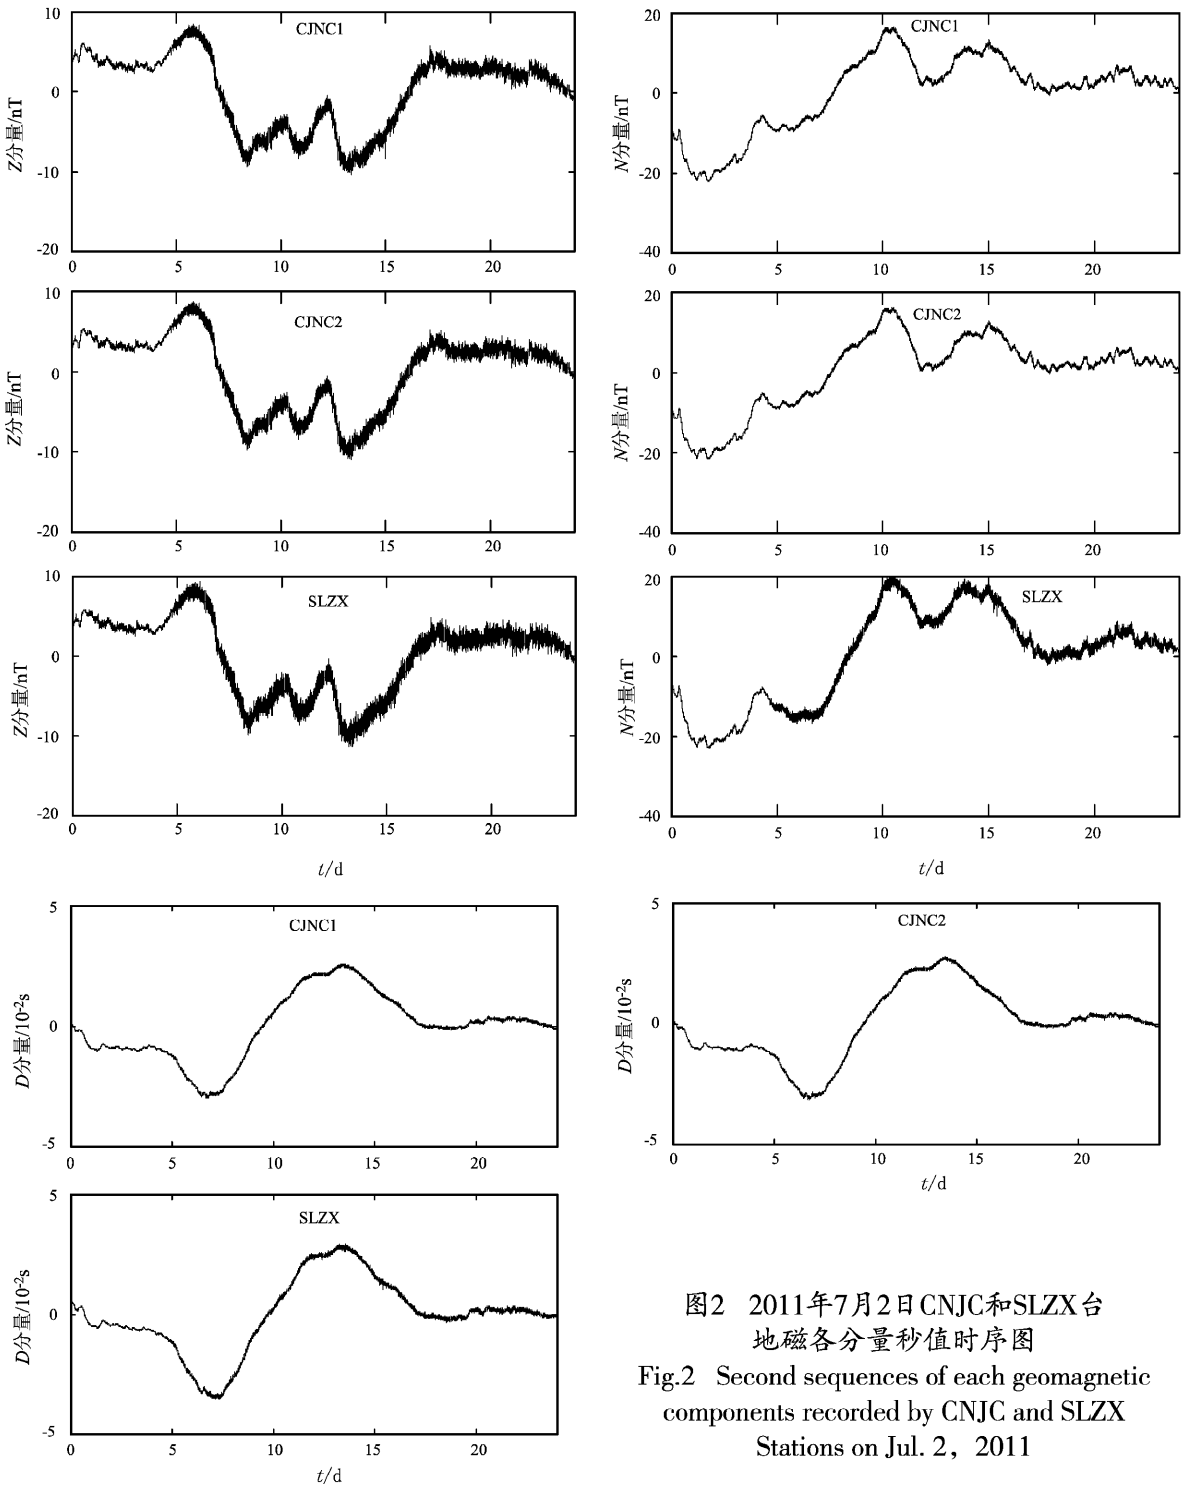 10
0
-10
-20
Z分量/nT
CJNC1
0 5 10 15 20
20
0
-20
-40
N分量/nT
CJNC1
0 5 10 15 20
10
0
-10
-20
Z分量/nT
CJNC2
0 5 10 15 20
20
0
-20
-40
N分量/nT
CJNC2
0 5 10 15 20
10
0
-10
-20
Z分量/nT
SLZX
0 5 10 15 20
t/d
20
0
-20
-40
N分量/nT
SLZX
0 5 10 15 20
t/d
5
0
-5
D分量/10⁻²s
CJNC1
0 5 10 15 20
5
0
-5
D分量/10⁻²s
CJNC2
0 5 10 15 20
t/d
5
0
-5
D分量/10⁻²s
SLZX
0 5 10 15 20
t/d
图2 2011年7月2日CNJC和SLZX台
地磁各分量秒值时序图
Fig.2 Second sequences of each geomagnetic
components recorded by CNJC and SLZX
Stations on Jul. 2, 2011